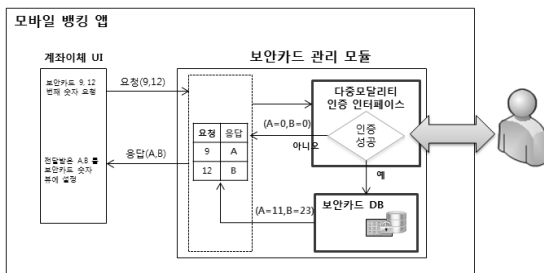 모바일 뱅킹 앱
계좌이체 UI
보안카드 9, 12
번째 숫자 요청
전달받은 A,B 를
보안카드 숫자
뷰에 설정
요청(9,12)
응답(A,B)
보안카드 관리 모듈
요청 응답
9 A
12 B
(A=0,B=0)
아니오
(A=11,B=23)
다중모달리티
인증 인터페이스
인증
성공
예
보안카드 DB